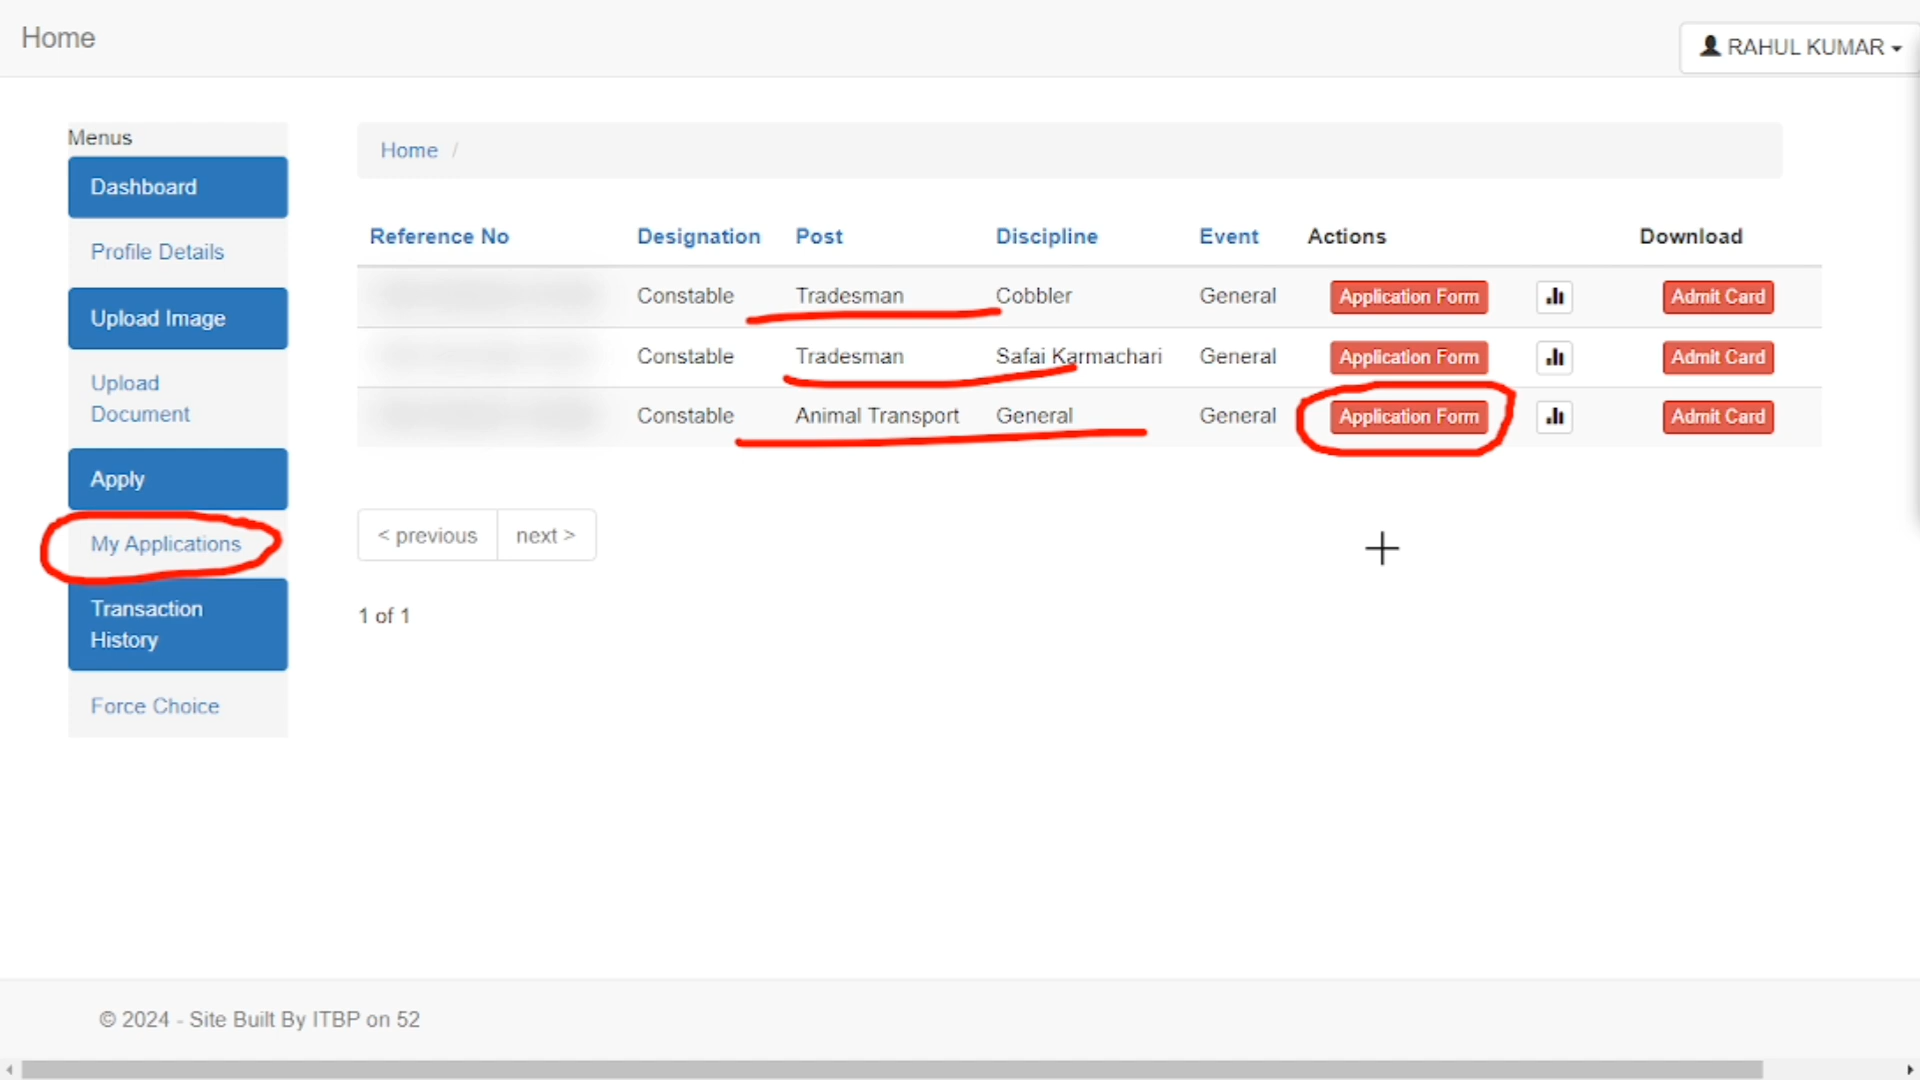 Home
RAHUL KUMAR
Menus
Dashboard
Profile Details
Upload Image
Upload
Document
Apply
My Applications
Transaction
History
Force Choice
Home /
Reference No Designation Post Discipline Event Actions Download
Constable Tradesman Cobbler General Application Form Admit Card
Constable Tradesman Safai Karmachari General Application Form Admit Card
Constable Animal Transport General General Application Form Admit Card
< previous next >
1 of 1
© 2024 - Site Built By ITBP on 52